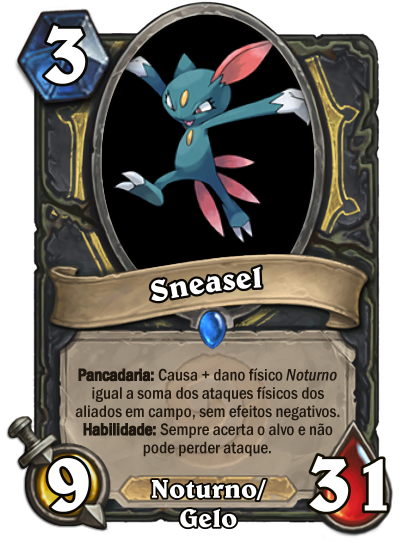 3
Sneasel
Pancadaria: Causa + dano físico Noturno
igual a soma dos ataques físicos dos
aliados em campo, sem efeitos negativos.
Habilidade: Sempre acerta o alvo e não
pode perder ataque.
9
Noturno/
Gelo
31